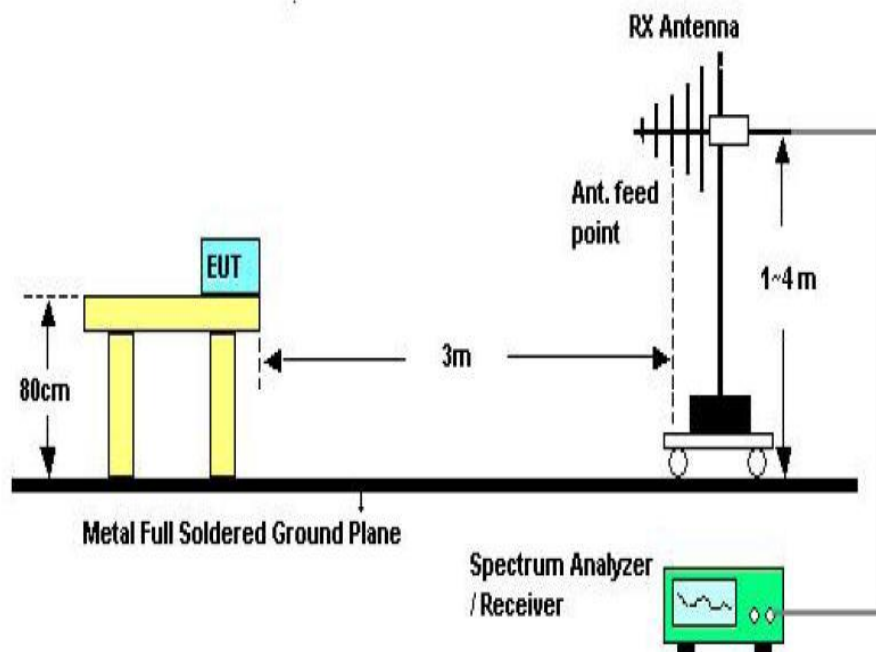 RX Antenna
Ant. feed
point
EUT
1~4 m
3m
80cm
Metal Full Soldered Ground Plane
Spectrum Analyzer
/ Receiver